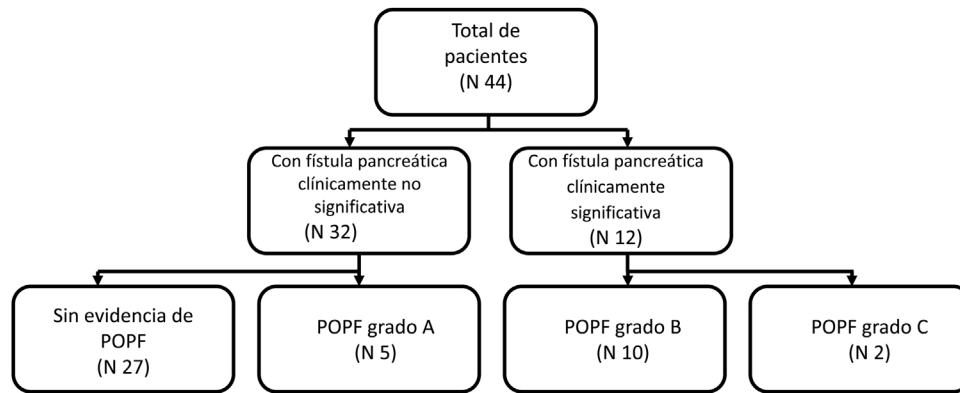 Total de
pacientes
(N 44)
Con fístula pancreática
clínicamente no
significativa
(N 32)
Con fístula pancreática
clínicamente
significativa
(N 12)
Sin evidencia de
POPF
(N 27)
POPF grado A
(N 5)
POPF grado B
(N 10)
POPF grado C
(N 2)